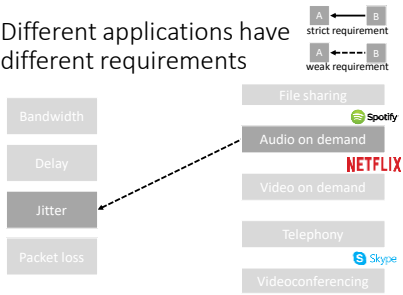 Different applications have
different requirements
A B
strict requirement
A B
weak requirement
Bandwidth
Delay
Jitter
Packet loss
File sharing
Spotify
Audio on demand
NETFLIX
Video on demand
Telephony
Skype
Videoconferencing